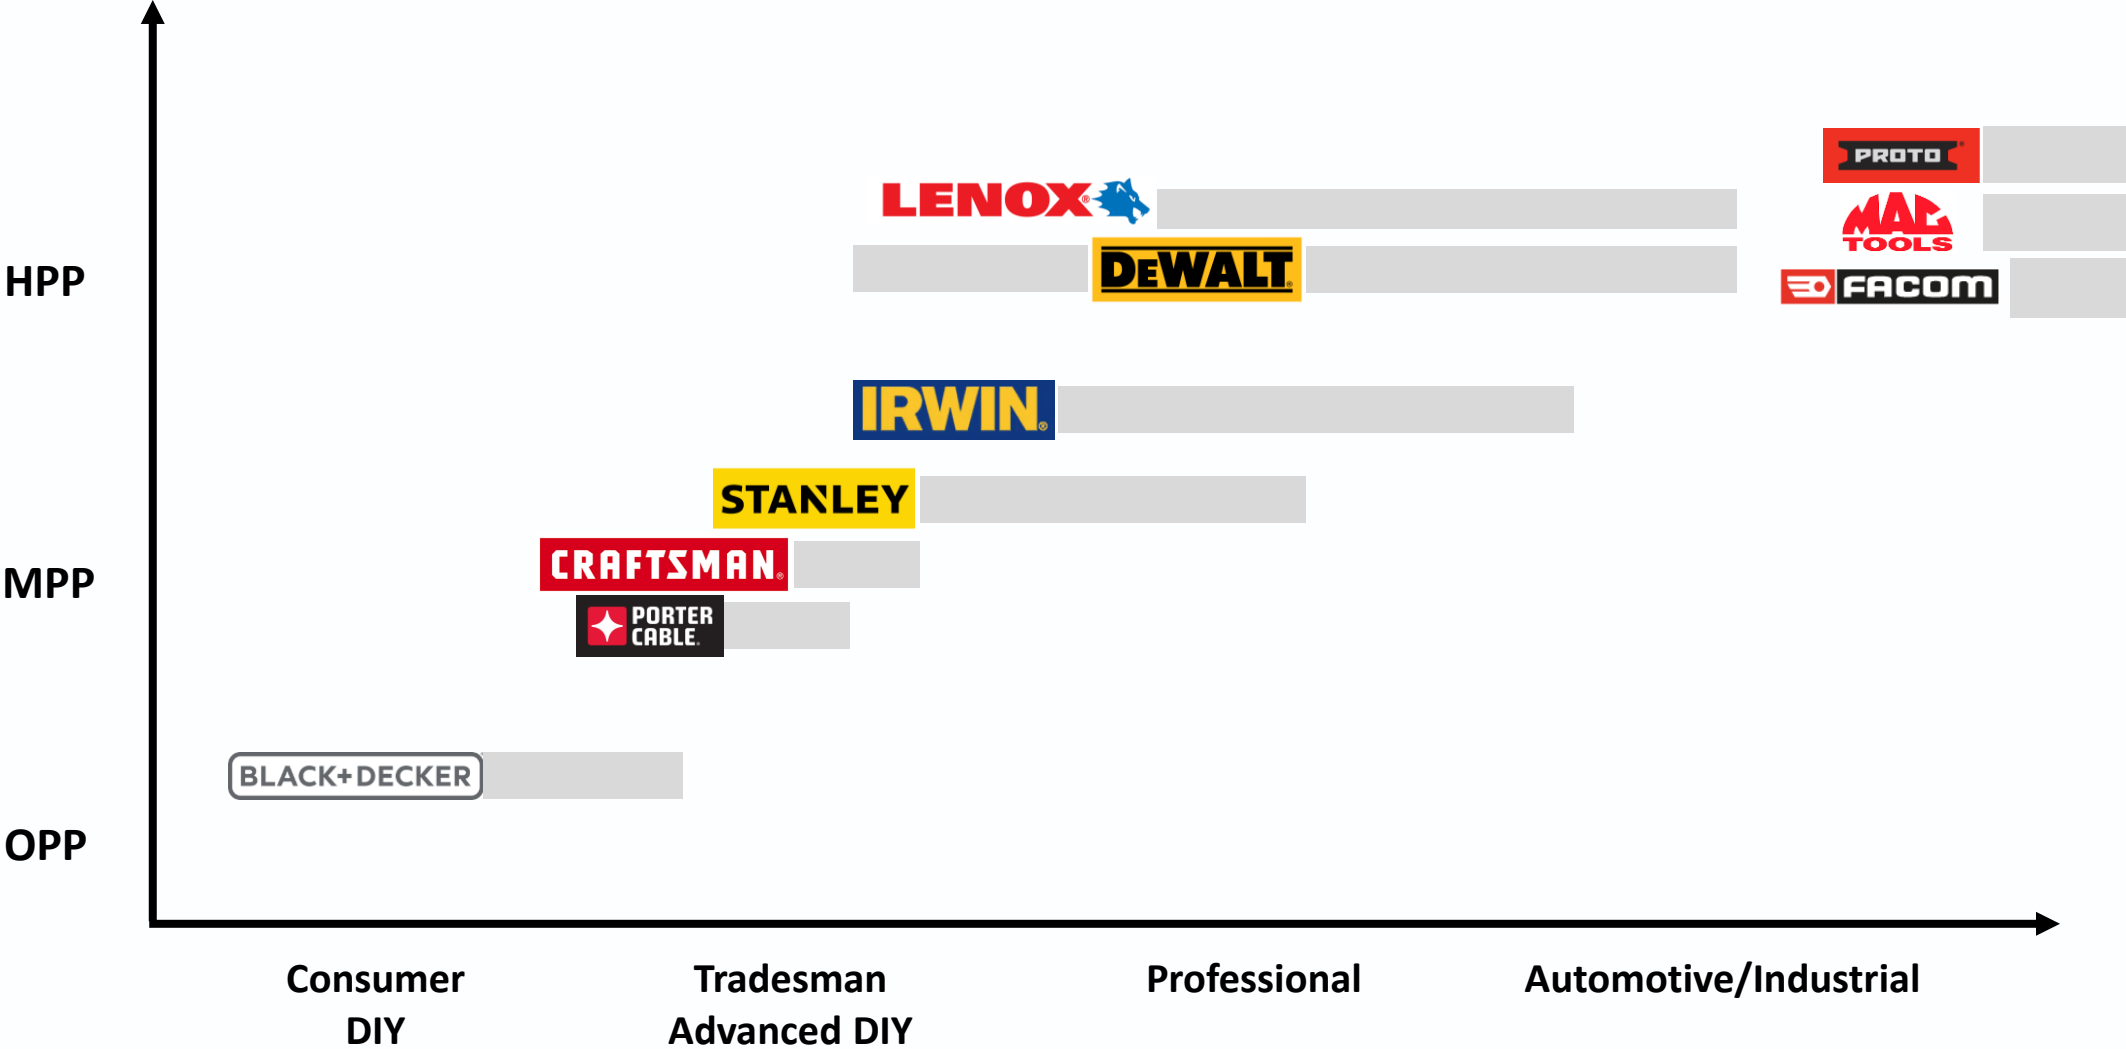 PROTO®
LENOX®
MAC
TOOLS
HPP
DEWALT®
FACOM
IRWIN®
STANLEY
CRAFTSMAN®
MPP
PORTER
CABLE
BLACK+DECKER
OPP
Consumer
DIY
Tradesman
Advanced DIY
Professional
Automotive/Industrial